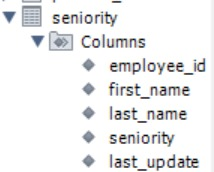 seniority
Columns
employee_id
first_name
last_name
seniority
last_update